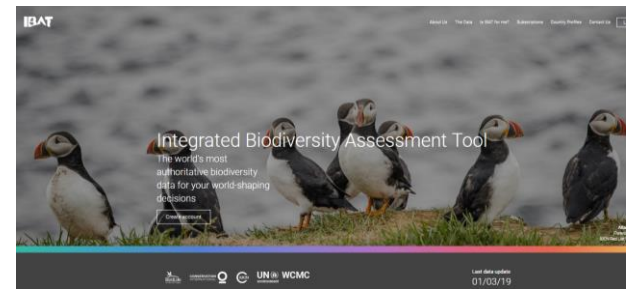 IBAT
About Us The Data Is IBAT for me? Subscriptions Country Profiles Contact Us
Integrated Biodiversity Assessment Tool
The world's most
authoritative biodiversity
data for your world-shaping
decisions
Create account
CONSERVATION
INTERNATIONAL
UN WCMC
Last data update
01/03/19